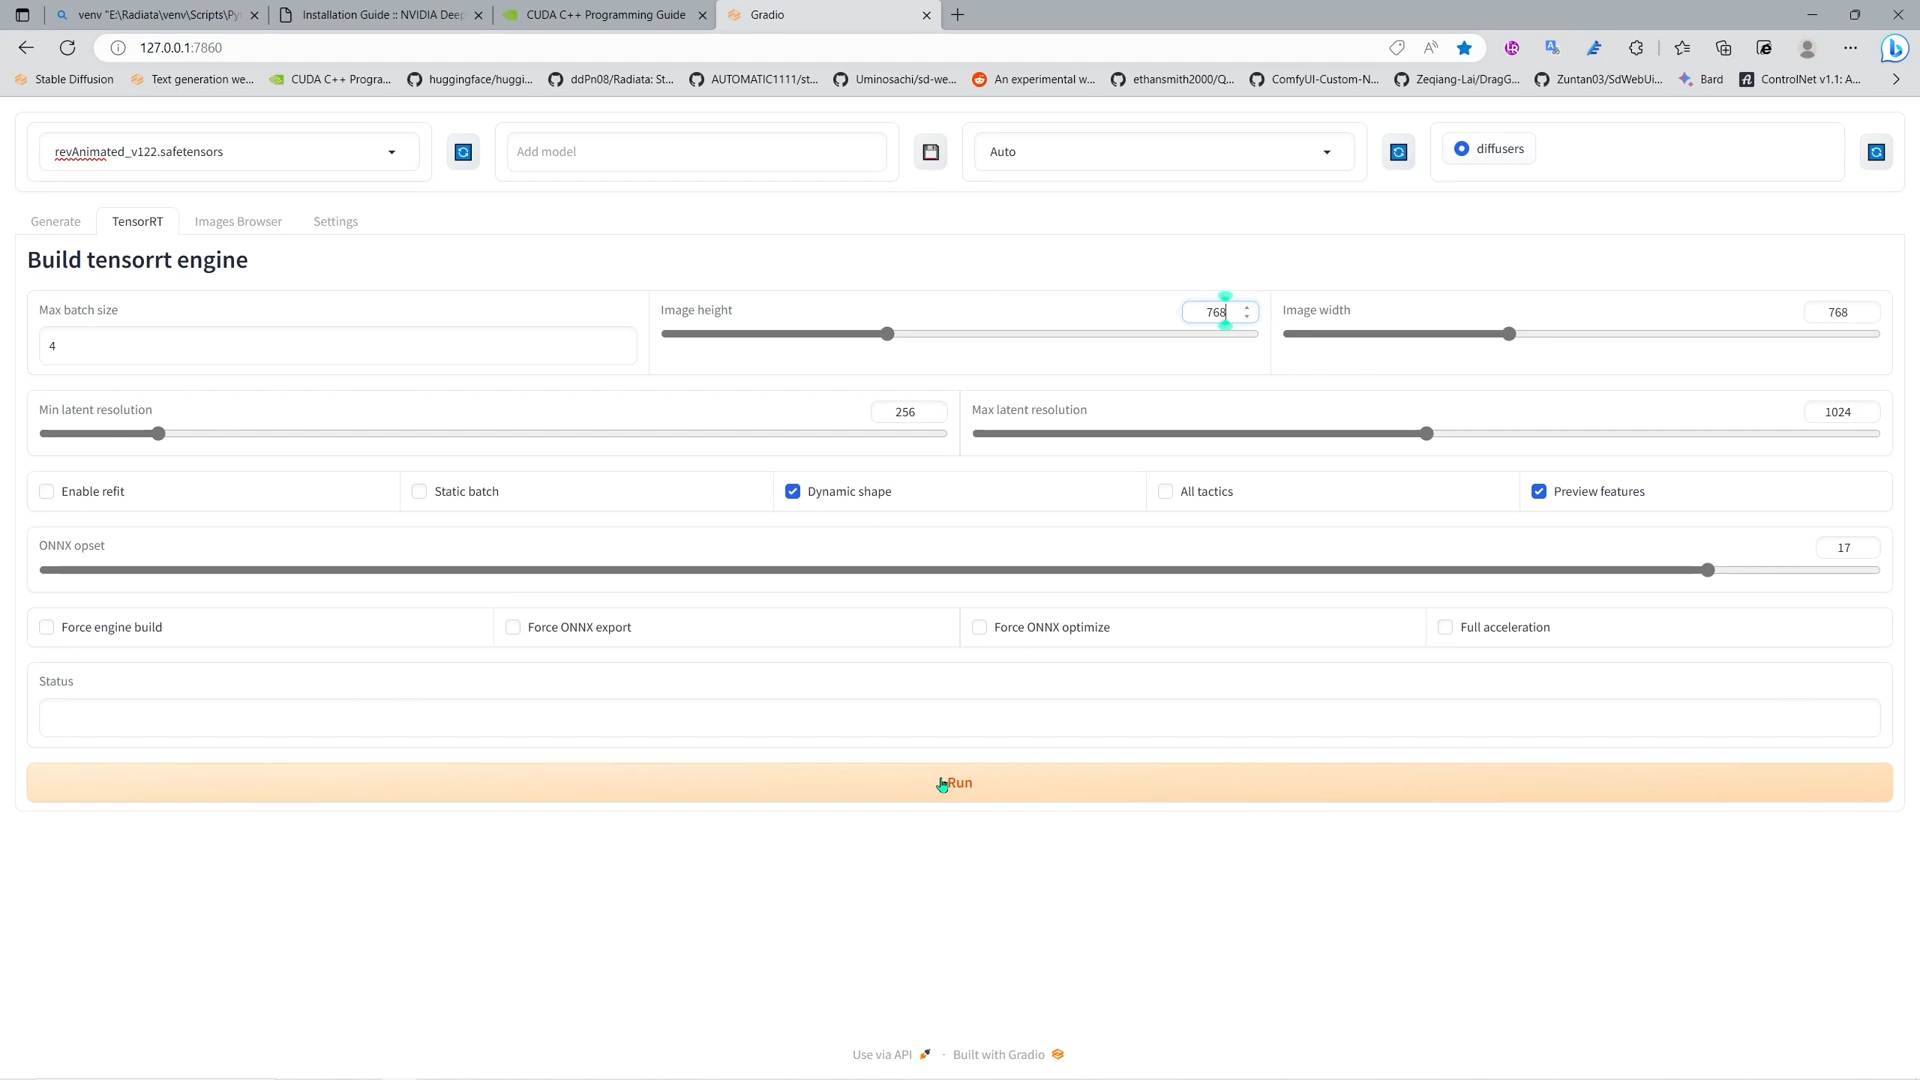 venv "E:\Radiata\venv\Scripts\Py
Installation Guide :: NVIDIA Deep
CUDA C++ Programming Guide
Gradio
127.0.0.1:7860
Stable Diffusion
Text generation we...
CUDA C++ Progra...
huggingface/huggi...
ddPn08/Radiata: St...
AUTOMATIC1111/st...
Uminosachi/sd-we...
An experimental w...
ethansmith2000/Q...
ComfyUI-Custom-N...
Zeqiang-Lai/DragG...
Zuntan03/SdWebUi...
Bard
ControlNet v1.1: A...
revAnimated_v122.safetensors
Add model
Auto
diffusers
Generate
TensorRT
Images Browser
Settings
Build tensorrt engine
Max batch size
4
Image height
768
Image width
768
Min latent resolution
256
Max latent resolution
1024
Enable refit
Static batch
Dynamic shape
All tactics
Preview features
ONNX opset
17
Force engine build
Force ONNX export
Force ONNX optimize
Full acceleration
Status
Run
Use via API
· Built with Gradio